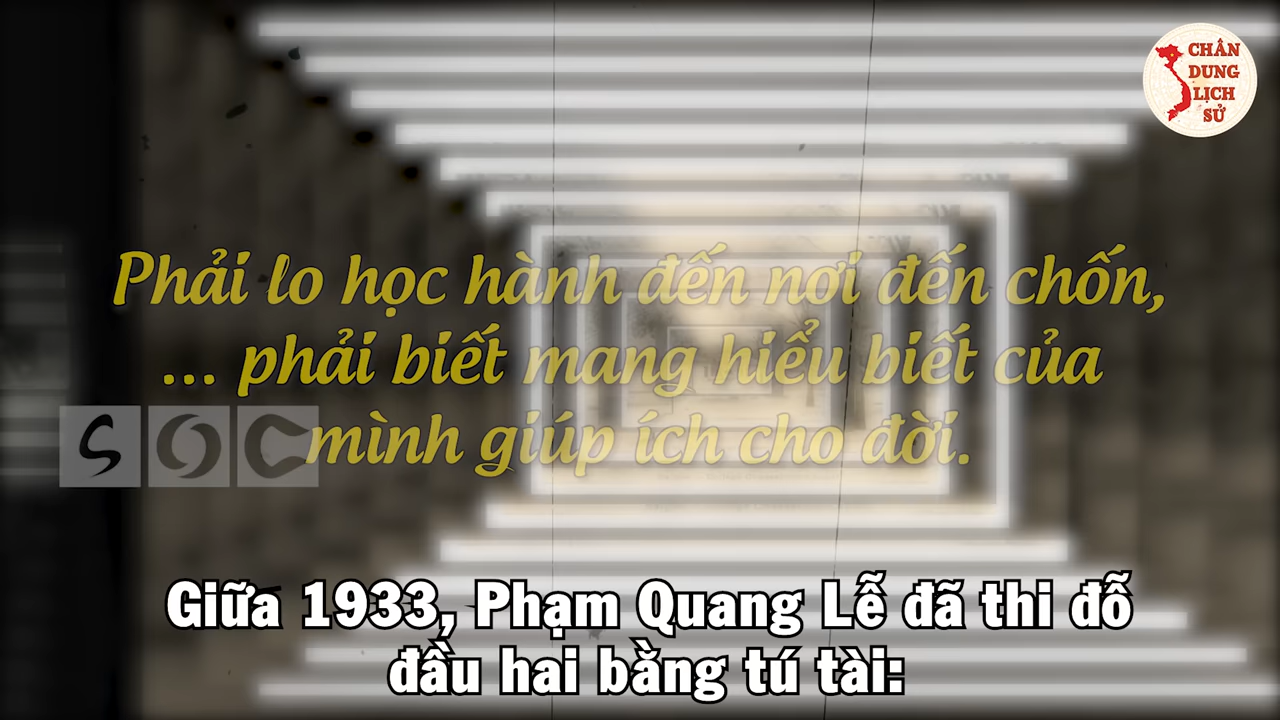 CHÂN
DUNG
LỊCH
SỬ
Phải lo học hành đến nơi đến chốn,
... phải biết mang hiểu biết của
mình giúp ích cho đời.
SOC
Giữa 1933, Phạm Quang Lễ đã thi đỗ
đầu hai bằng tú tài: